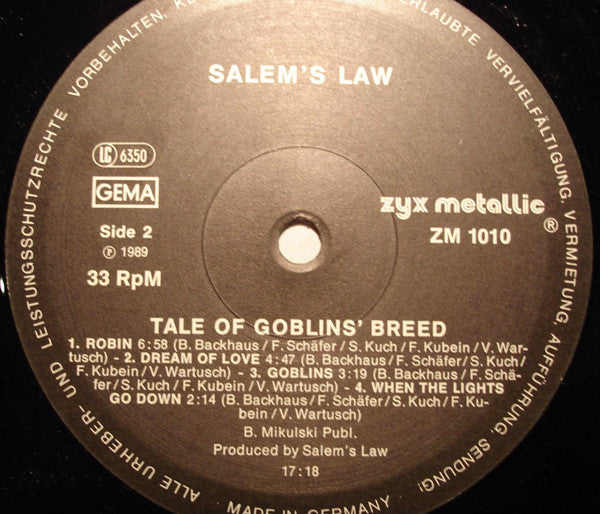 ALLE URHEBER- UND LEISTUNGSSCHUTZRECHTE VORBEHALTEN. KE
ERLAUBTE VERVIELFÄLTIGUNG, VERMIETUNG, AUFFÜHRUNG, SENDUNG!
SALEM'S LAW
LC 6350
GEMA
Side 2
℗ 1989
33 RpM
zyx metallic®
ZM 1010
TALE OF GOBLINS' BREED
1. ROBIN 6:58 (B. Backhaus/F. Schäfer/S. Kuch/F. Kubein/V. War-
tusch) - 2. DREAM OF LOVE 4:47 (B. Backhaus/F. Schäfer/S. Kuch/
F. Kubein/V. Wartusch) - 3. GOBLINS 3:19 (B. Backhaus/F. Schä-
fer/S. Kuch/F. Kubein/V. Wartusch) - 4. WHEN THE LIGHTS
GO DOWN 2:14 (B. Backhaus/F. Schäfer/S. Kuch/F. Ku-
bein/V. Wartusch)
B. Mikulski Publ.
Produced by Salem's Law
17:18
MADE IN GERMANY